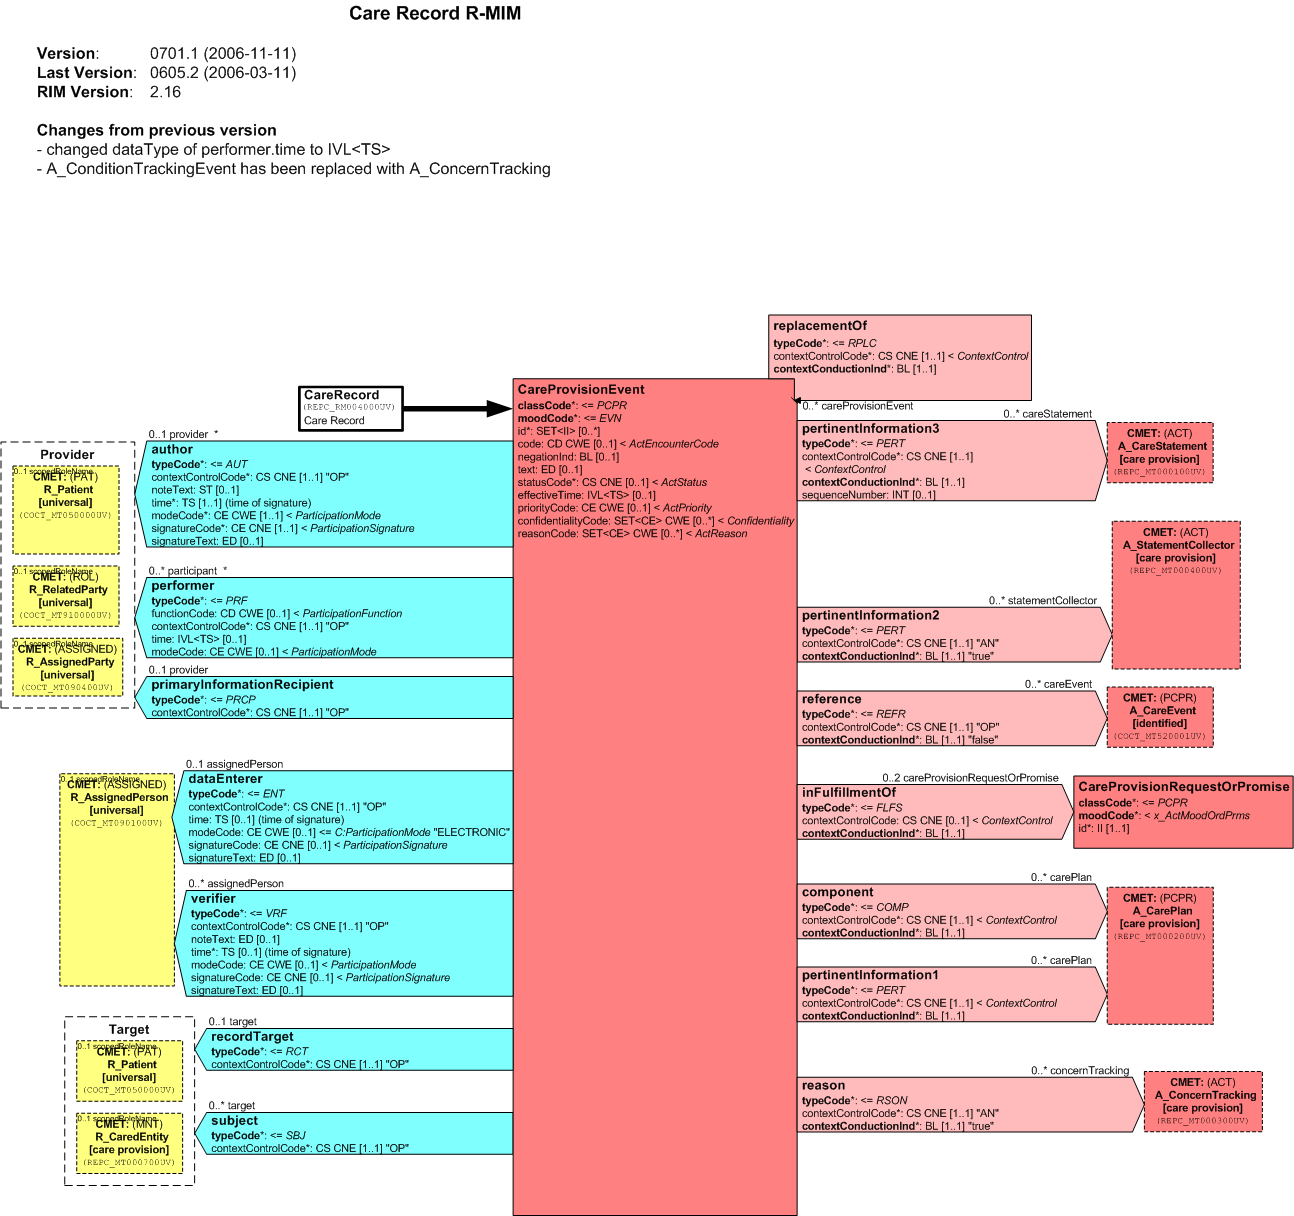 Care Record R-MIM
Version: 0701.1 (2006-11-11)
Last Version: 0605.2 (2006-03-11)
RIM Version: 2.16
Changes from previous version
- changed dataType of performer.time to IVL<TS>
- A_ConditionTrackingEvent has been replaced with A_ConcernTracking
replacementOf
typeCode*: <= RPLC
contextControlCode*: CS CNE [1..1] < ContextControl
contextConductionInd*: BL [1..1]
0..* careProvisionEvent
CareRecord
(REPC_RM004000UV)
Care Record
CareProvisionEvent
classCode*: <= PCPR
moodCode*: <= EVN
id*: SET<II> [0..*]
code: CD CWE [0..1] < ActEncounterCode
negationInd: BL [0..1]
text: ED [0..1]
statusCode*: CS CNE [0..1] < ActStatus
effectiveTime: IVL<TS> [0..1]
priorityCode: CE CWE [0..1] < ActPriority
confidentialityCode: SET<CE> CWE [0..*] < Confidentiality
reasonCode: SET<CE> CWE [0..*] < ActReason
Provider
0..1 scopedRoleName
CMET: (PAT)
R_Patient
[universal]
(COCT_MT050000UV)
0..1 scopedRoleName
CMET: (ROL)
R_RelatedParty
[universal]
(COCT_MT910000UV)
0..1 scopedRoleName
CMET: (ASSIGNED)
R_AssignedParty
[universal]
(COCT_MT090400UV)
0..1 provider *
author
typeCode*: <= AUT
contextControlCode*: CS CNE [1..1] "OP"
noteText: ST [0..1]
time*: TS [1..1] (time of signature)
modeCode*: CE CWE [1..1] < ParticipationMode
signatureCode*: CE CNE [1..1] < ParticipationSignature
signatureText: ED [0..1]
0..* participant *
performer
typeCode*: <= PRF
functionCode: CD CWE [0..1] < ParticipationFunction
contextControlCode*: CS CNE [1..1] "OP"
time: IVL<TS> [0..1]
modeCode: CE CWE [0..1] < ParticipationMode
0..1 provider
primaryInformationRecipient
typeCode*: <= PRCP
contextControlCode*: CS CNE [1..1] "OP"
0..1 scopedRoleName
CMET: (ASSIGNED)
R_AssignedPerson
[universal]
(COCT_MT090100UV)
0..1 assignedPerson
dataEnterer
typeCode*: <= ENT
contextControlCode*: CS CNE [1..1] "OP"
time: TS [0..1] (time of signature)
modeCode: CE CWE [0..1] <= C:ParticipationMode "ELECTRONIC"
signatureCode: CE CNE [0..1] < ParticipationSignature
signatureText: ED [0..1]
0..* assignedPerson
verifier
typeCode*: <= VRF
contextControlCode*: CS CNE [1..1] "OP"
noteText: ED [0..1]
time*: TS [0..1] (time of signature)
modeCode: CE CWE [0..1] < ParticipationMode
signatureCode: CE CNE [0..1] < ParticipationSignature
signatureText: ED [0..1]
Target
0..1 scopedRoleName
CMET: (PAT)
R_Patient
[universal]
(COCT_MT050000UV)
0..1 scopedRoleName
CMET: (MNT)
R_CaredEntity
[care provision]
(REPC_MT000700UV)
0..1 target
recordTarget
typeCode*: <= RCT
contextControlCode*: CS CNE [1..1] "OP"
0..* target
subject
typeCode*: <= SBJ
contextControlCode*: CS CNE [1..1] "OP"
0..* careStatement
pertinentInformation3
typeCode*: <= PERT
contextControlCode*: CS CNE [1..1]
< ContextControl
contextConductionInd*: BL [1..1]
sequenceNumber: INT [0..1]
CMET: (ACT)
A_CareStatement
[care provision]
(REPC_MT000100UV)
0..* statementCollector
pertinentInformation2
typeCode*: <= PERT
contextControlCode*: CS CNE [1..1] "AN"
contextConductionInd*: BL [1..1] "true"
CMET: (ACT)
A_StatementCollector
[care provision]
(REPC_MT000400UV)
0..* careEvent
reference
typeCode*: <= REFR
contextControlCode*: CS CNE [1..1] "OP"
contextConductionInd*: BL [1..1] "false"
CMET: (PCPR)
A_CareEvent
[identified]
(COCT_MT520001UV)
0..2 careProvisionRequestOrPromise
inFulfillmentOf
typeCode*: <= FLFS
contextControlCode: CS CNE [0..1] < ContextControl
contextConductionInd*: BL [1..1]
CareProvisionRequestOrPromise
classCode*: <= PCPR
moodCode*: < x_ActMoodOrdPrms
id*: II [1..1]
0..* carePlan
component
typeCode*: <= COMP
contextControlCode*: CS CNE [1..1] < ContextControl
contextConductionInd*: BL [1..1]
CMET: (PCPR)
A_CarePlan
[care provision]
(REPC_MT000200UV)
0..* carePlan
pertinentInformation1
typeCode*: <= PERT
contextControlCode*: CS CNE [1..1] < ContextControl
contextConductionInd*: BL [1..1]
0..* concernTracking
reason
typeCode*: <= RSON
contextControlCode*: CS CNE [1..1] "AN"
contextConductionInd*: BL [1..1] "true"
CMET: (ACT)
A_ConcernTracking
[care provision]
(REPC_MT000300UV)